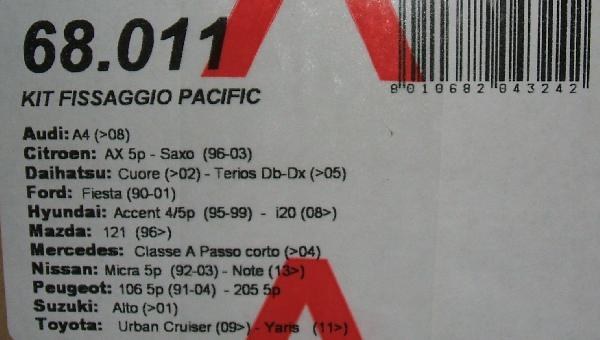 68.011
8019682 043242
KIT FISSAGGIO PACIFIC
Audi: A4 (>08)
Citroen: AX 5p - Saxo (96-03)
Daihatsu: Cuore (>02) - Terios Db-Dx (>05)
Ford: Fiesta (90-01)
Hyundai: Accent 4/5p (95-99) - i20 (08>)
Mazda: 121 (96>)
Mercedes: Classe A Passo corto (>04)
Nissan: Micra 5p (92-03) - Note (13>)
Peugeot: 106 5p (91-04) - 205 5p
Suzuki: Alto (>01)
Toyota: Urban Cruiser (09>) - Yaris (11>)